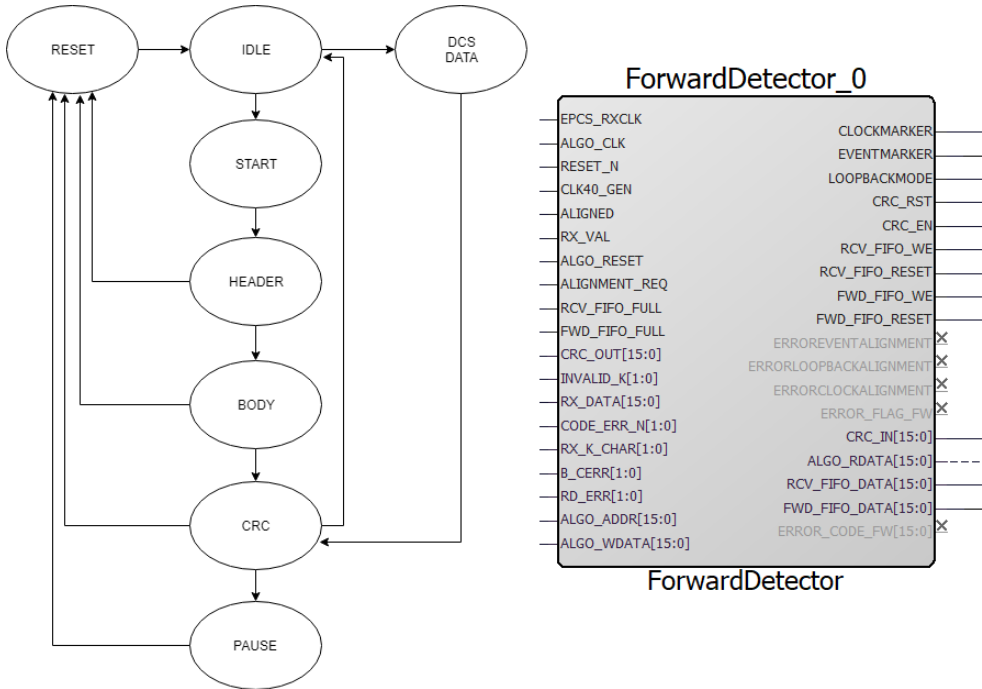 RESET
IDLE
DCS
DATA
START
HEADER
BODY
CRC
PAUSE
ForwardDetector_0
EPCS_RXCLK
ALGO_CLK
RESET_N
CLK40_GEN
ALIGNED
RX_VAL
ALGO_RESET
ALIGNMENT_REQ
RCV_FIFO_FULL
FWD_FIFO_FULL
CRC_OUT[15:0]
INVALID_K[1:0]
RX_DATA[15:0]
CODE_ERR_N[1:0]
RX_K_CHAR[1:0]
B_CERR[1:0]
RD_ERR[1:0]
ALGO_ADDR[15:0]
ALGO_WDATA[15:0]
CLOCKMARKER
EVENTMARKER
LOOPBACKMODE
CRC_RST
CRC_EN
RCV_FIFO_WE
RCV_FIFO_RESET
FWD_FIFO_WE
FWD_FIFO_RESET
ERROREVENTALIGNMENT
ERRORLOOPBACKALIGNMENT
ERRORCLOCKALIGNMENT
ERROR_FLAG_FW
CRC_IN[15:0]
ALGO_RDATA[15:0]
RCV_FIFO_DATA[15:0]
FWD_FIFO_DATA[15:0]
ERROR_CODE_FW[15:0]
ForwardDetector